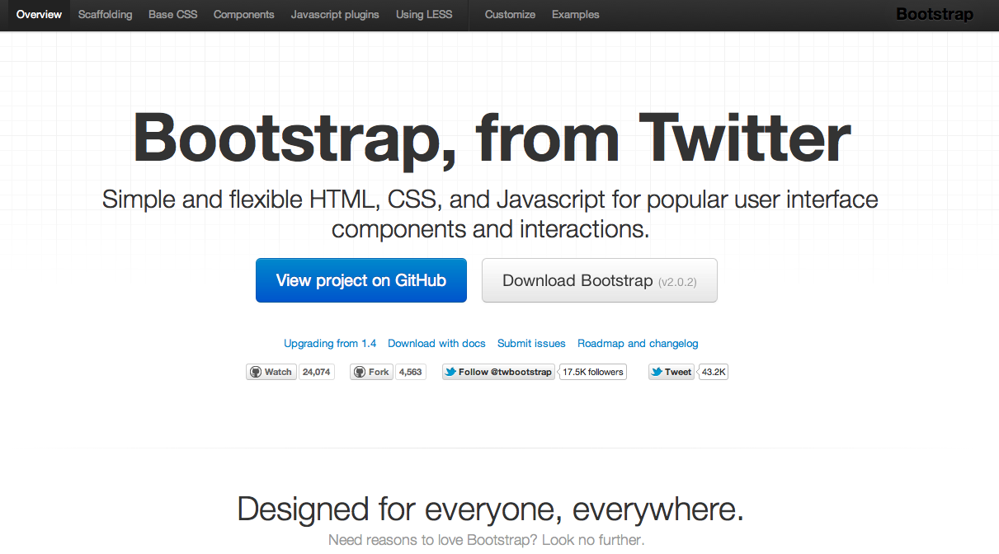 Overview Scaffolding Base CSS Components Javascript plugins Using LESS Customize Examples Bootstrap
Bootstrap, from Twitter
Simple and flexible HTML, CSS, and Javascript for popular user interface
components and interactions.
View project on GitHub Download Bootstrap (v2.0.2)
Upgrading from 1.4 Download with docs Submit issues Roadmap and changelog
Watch 24,074 Fork 4,563 Follow @twbootstrap 17.5K followers Tweet 43.2K
Designed for everyone, everywhere.
Need reasons to love Bootstrap? Look no further.